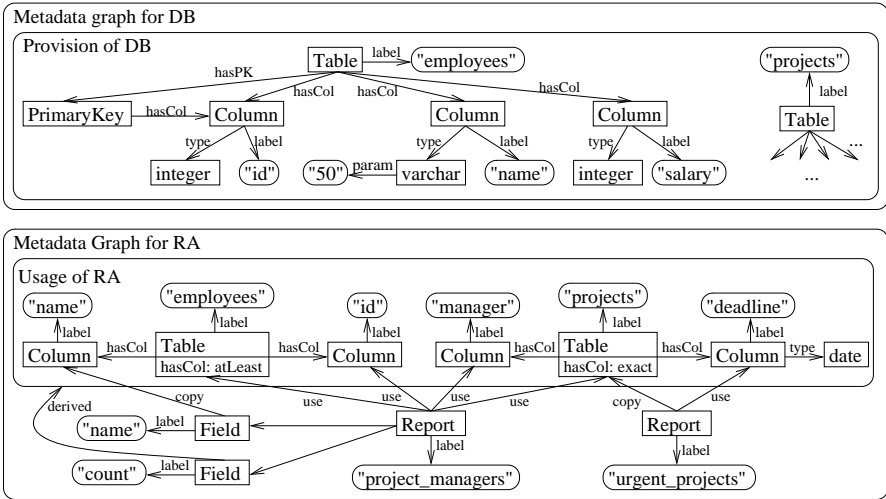 Metadata graph for DB
Provision of DB
Table label "employees"
"projects"
hasPK hasCol hasCol hasCol label
PrimaryKey hasCol Column Column Column Table
type label type label type label ...
integer "id" "50" param varchar "name" integer "salary" ...
Metadata Graph for RA
Usage of RA
"name" "employees" "id" "manager" "projects" "deadline"
label label label label label label
Column hasCol Table hasCol Column Column hasCol Table hasCol Column type date
hasCol: atLeast hasCol: exact
derived copy use use use use copy use
"name" label Field Report Report
"count" label Field label label
"project_managers" "urgent_projects"